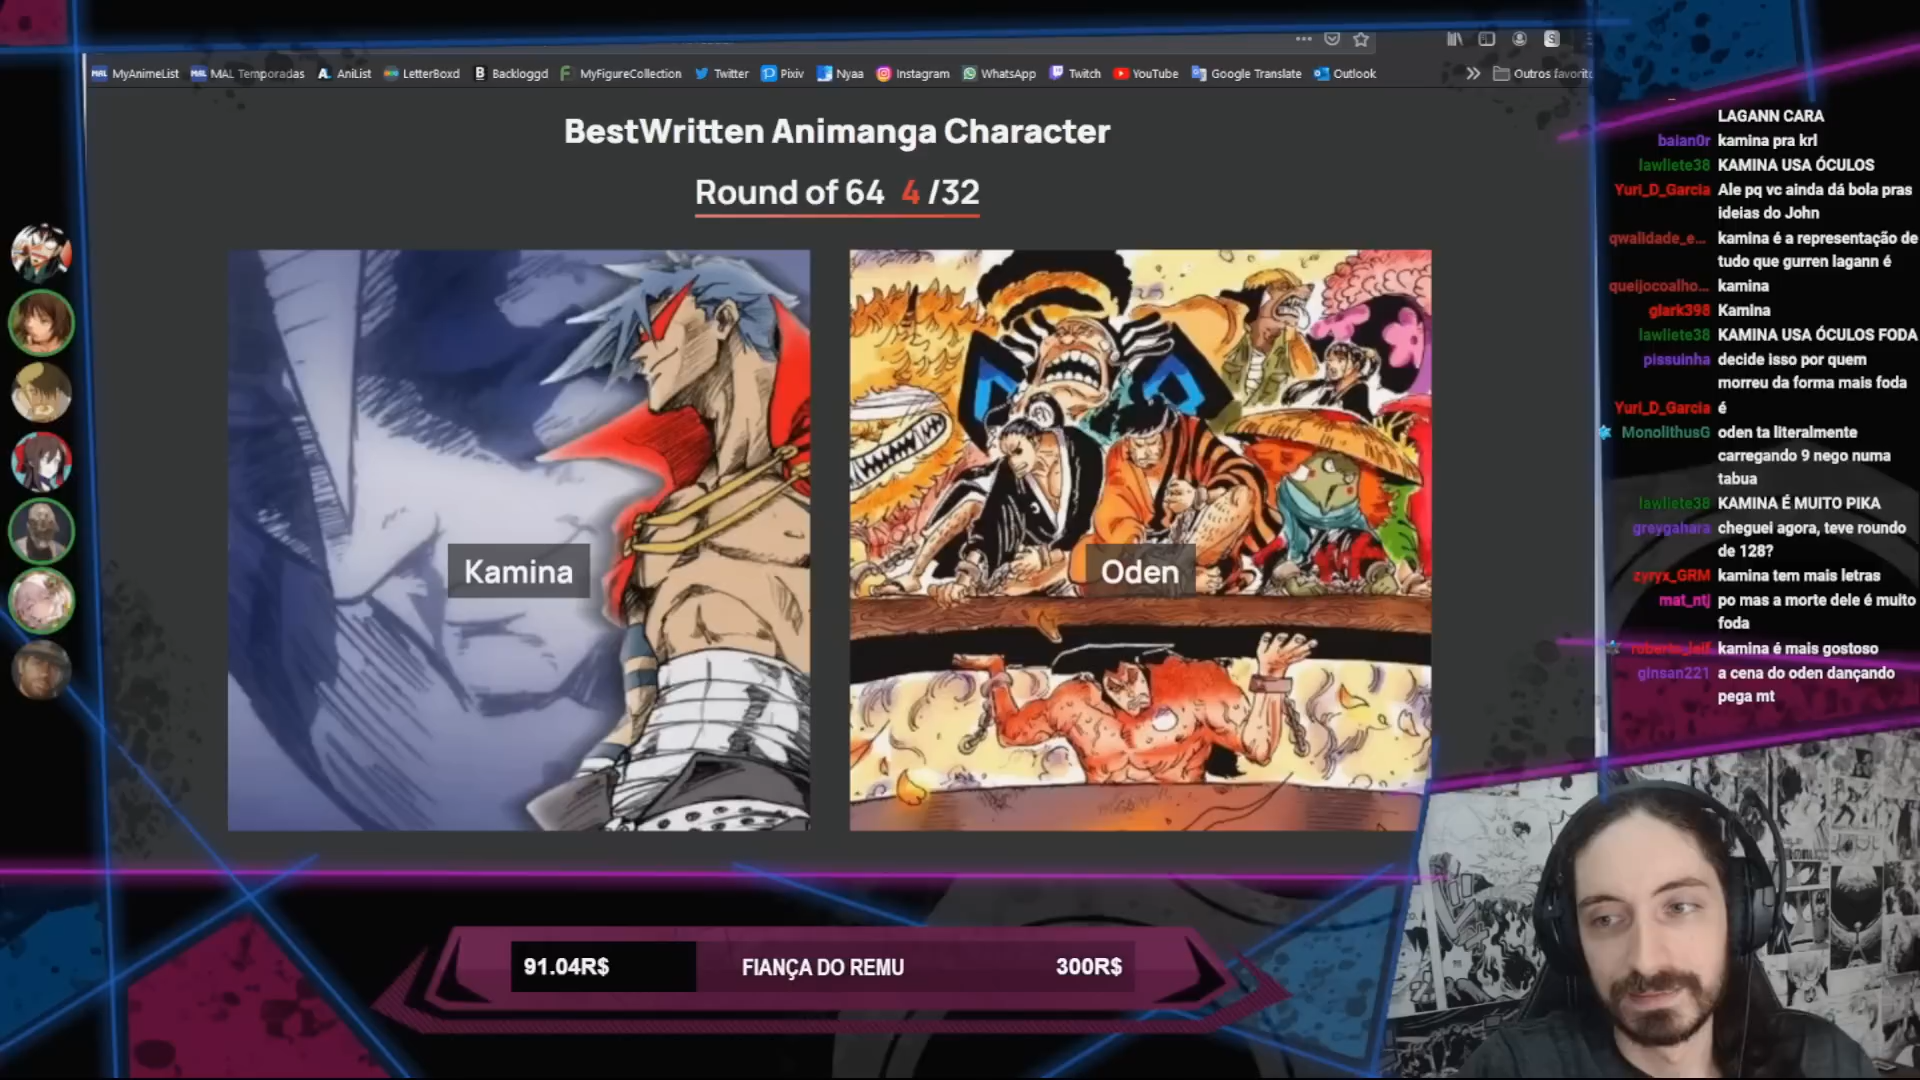 MAL MyAnimeList MAL MAL Temporadas A. AniList LetterBoxd B Backloggd F MyFigureCollection Twitter Pixiv Nyaa Instagram WhatsApp Twitch YouTube Google Translate Outlook Outros favorito
BestWritten Animanga Character
Round of 64 4 /32
Kamina
Oden
LAGANN CARA
baian0r kamina pra krl
lawliete38 KAMINA USA ÓCULOS
Yuri_D_Garcia Ale pq vc ainda dá bola pras
ideias do John
qwalidade_e... kamina é a representação de
tudo que gurren lagann é
queijocoalho... kamina
glark398 Kamina
lawliete38 KAMINA USA ÓCULOS FODA
pissuinha decide isso por quem
morreu da forma mais foda
Yuri_D_Garcia é
MonolithusG oden ta literalmente
carregando 9 nego numa
tabua
lawliete38 KAMINA É MUITO PIKA
greygahara cheguei agora, teve roundo
de 128?
zyryx_GRM kamina tem mais letras
mat_ntj po mas a morte dele é muito
foda
kamina é mais gostoso
ginsan221 a cena do oden dançando
pega mt
91.04R$ FIANÇA DO REMU 300R$